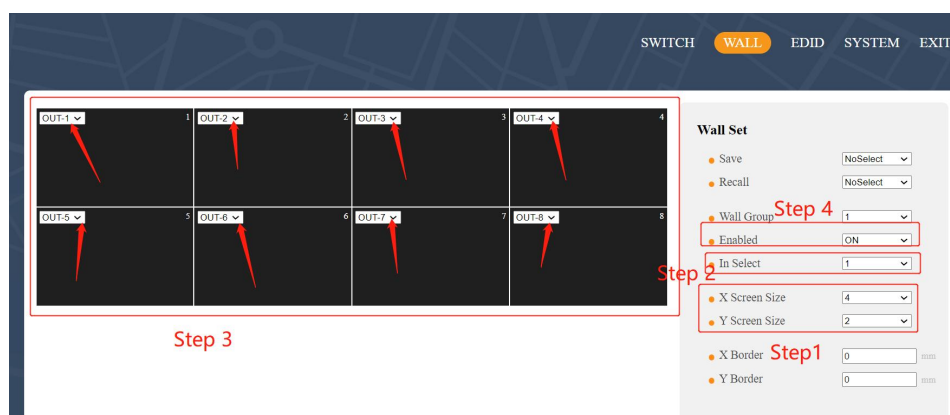 SWITCH WALL EDID SYSTEM EXIT
OUT-1 1 OUT-2 2 OUT-3 3 OUT-4 4
OUT-5 5 OUT-6 6 OUT-7 7 OUT-8 8
Step 3
Wall Set
Save NoSelect
Recall NoSelect
Step 4
Wall Group 1
Enabled ON
Step 2
In Select 1
X Screen Size 4
Y Screen Size 2
Step1
X Border 0 mm
Y Border 0 mm